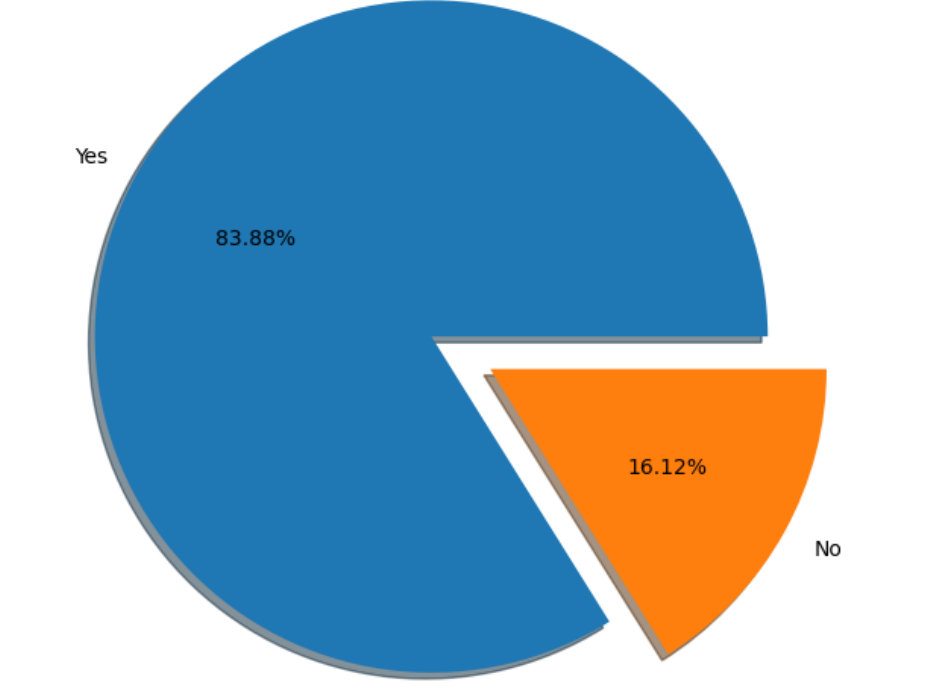 Yes
83.88%
16.12%
No